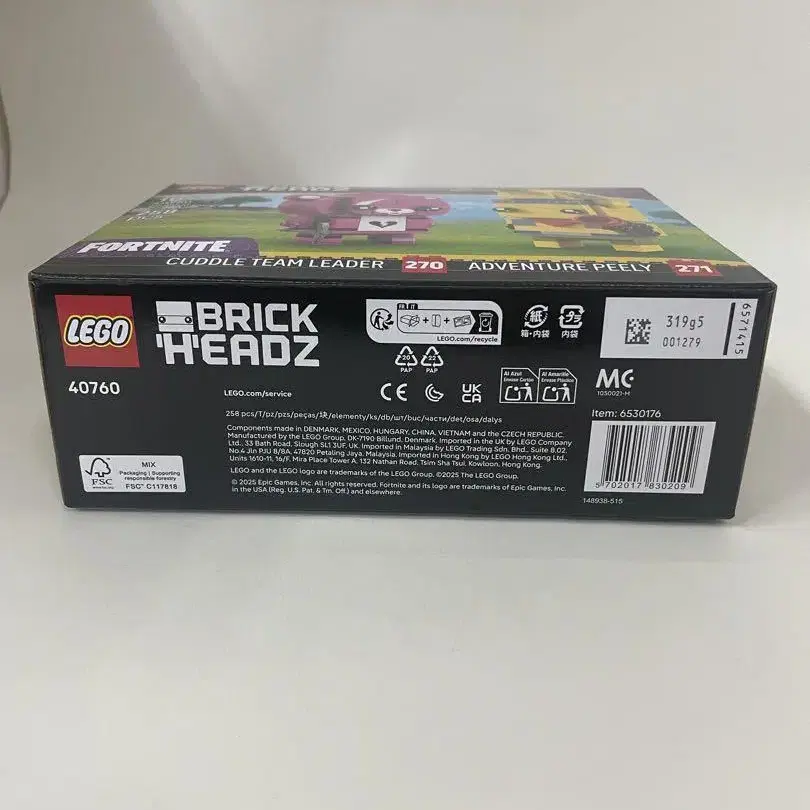 HEADZ
FORTNITE
CUDDLE TEAM LEADER 270 ADVENTURE PEELY 271
LEGO
BRICK
HEADZ
40760
FR IT
LEGO.com/recycle
紙
箱・内袋
プラ
内袋
20
PAP
22
PAP
319g5
001279
6571415
CE
UK
CA
Al Azul
Envase Cartón
Al Amarillo
Envase Plástico
MC
1050021-M
LEGO.com/service
258 pcs/T/pz/pzs/peças/块/elementy/ks/db/шт/buc/части/det/osa/dalys
Components made in DENMARK, MEXICO, HUNGARY, CHINA, VIETNAM and the CZECH REPUBLIC.
Manufactured by the LEGO Group, DK-7190 Billund, Denmark. Imported in the UK by LEGO Company
Ltd., 33 Bath Road, Slough SL1 3UF, UK. Imported in Malaysia by LEGO Trading Sdn. Bhd., Suite 8.02,
No.4 Jln PJU 8/8A, 47820 Petaling Jaya, Malaysia. Imported in Hong Kong by LEGO Hong Kong Ltd.,
Units 1610-11, 16/F, Mira Place Tower A, 132 Nathan Road, Tsim Sha Tsui, Kowloon, Hong Kong.
LEGO and the LEGO logo are trademarks of the LEGO Group. ©2025 The LEGO Group.
© 2025 Epic Games, Inc. All rights reserved. Fortnite and its logo are trademarks of Epic Games, Inc.
in the USA (Reg. U.S. Pat. & Tm. Off.) and elsewhere.
Item: 6530176
5 702017 830209
148938-515
FSC
www.fsc.org
MIX
Packaging | Supporting
responsible forestry
FSC™ C117818